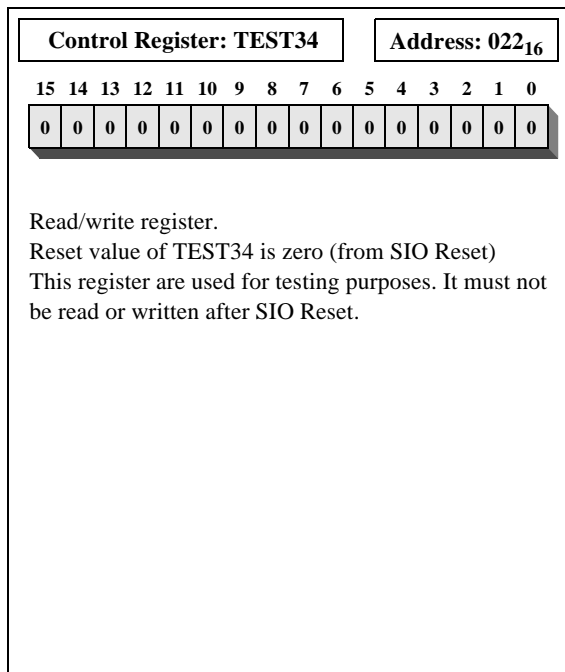 Control Register: TEST34 Address: 022₁₆
15 14 13 12 11 10 9 8 7 6 5 4 3 2 1 0
0 0 0 0 0 0 0 0 0 0 0 0 0 0 0 0
Read/write register.
Reset value of TEST34 is zero (from SIO Reset)
This register are used for testing purposes. It must not
be read or written after SIO Reset.